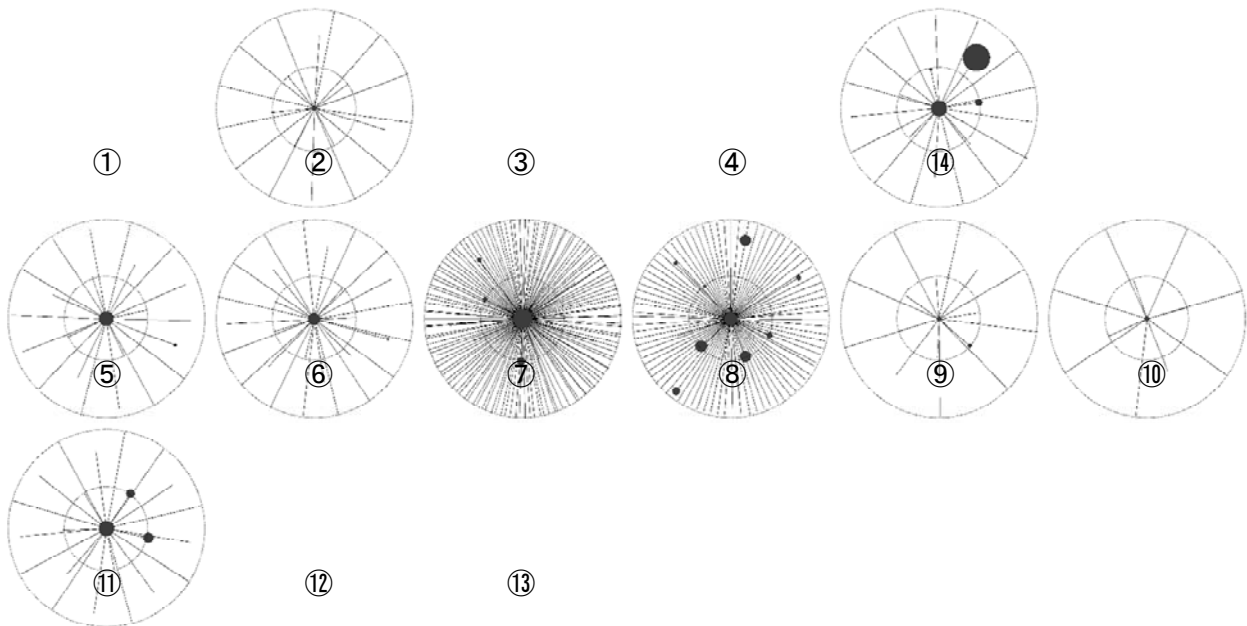 ① ② ③ ④ ⑭
⑤ ⑥ ⑦ ⑧ ⑨ ⑩
⑪ ⑫ ⑬